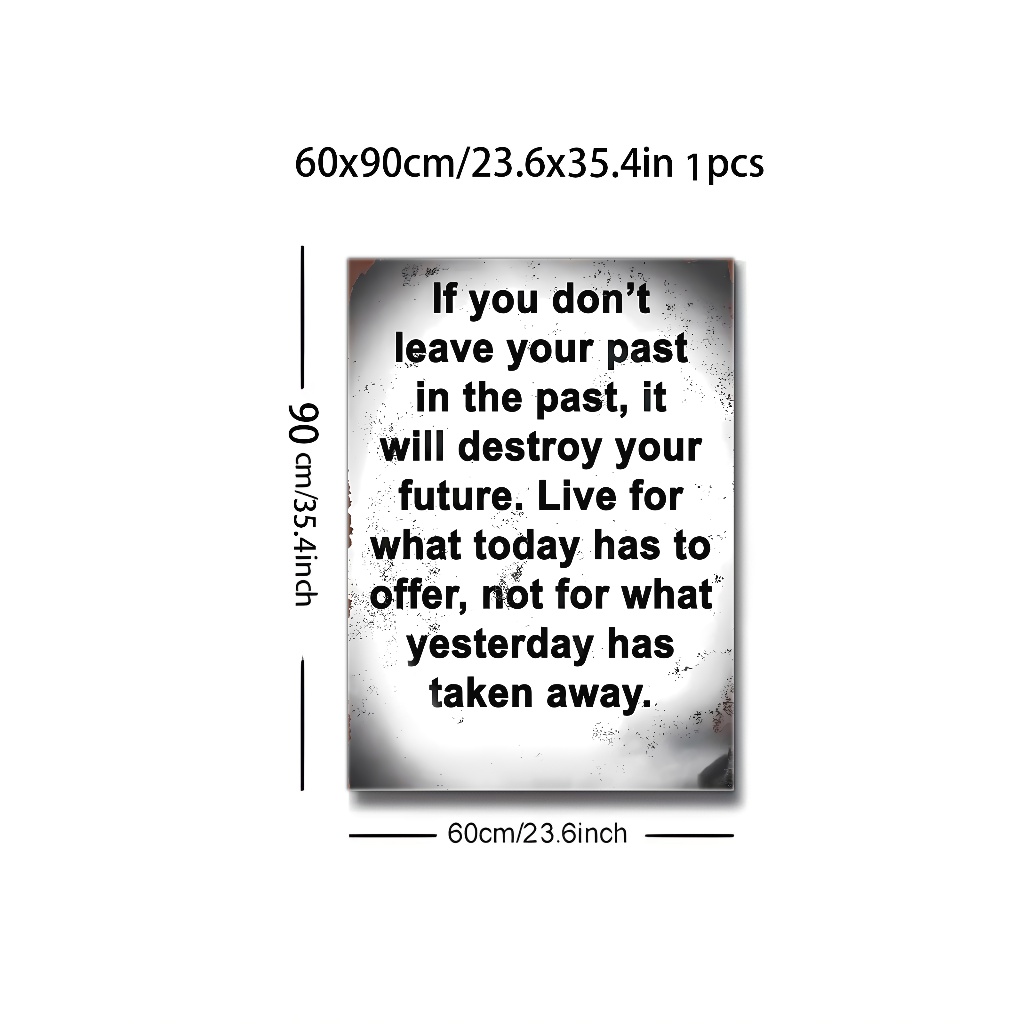 60x90cm/23.6x35.4in 1pcs
If you don’t
leave your past
in the past, it
will destroy your
future. Live for
what today has to
offer, not for what
yesterday has
taken away.
90 cm/35.4inch
60cm/23.6inch